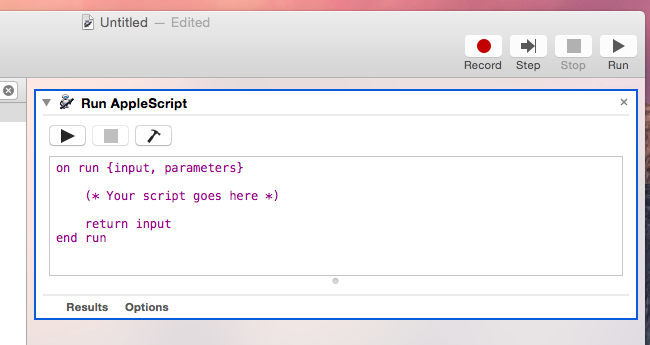 Untitled — Edited
Record Step Stop Run
Run AppleScript
on run {input, parameters}
(* Your script goes here *)
return input
end run
Results Options